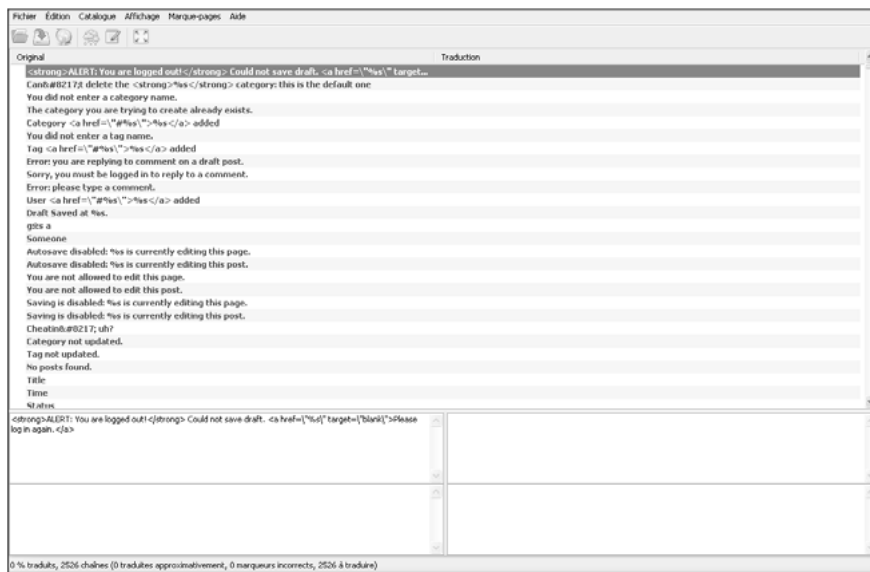 Fichier Édition Catalogue Affichage Marque-pages Aide
Original Traduction
<strong>ALERT: You are logged out!</strong> Could not save draft. <a href=\"%s\" target...
Can&#8217;t delete the <strong>%s</strong> category: this is the default one
You did not enter a category name.
The category you are trying to create already exists.
Category <a href=\"#%s\">%s</a> added
You did not enter a tag name.
Tag <a href=\"#%s\">%s</a> added
Error: you are replying to comment on a draft post.
Sorry, you must be logged in to reply to a comment.
Error: please type a comment.
User <a href=\"#%s\">%s</a> added
Draft Saved at %s.
g:i:s a
Someone
Autosave disabled: %s is currently editing this page.
Autosave disabled: %s is currently editing this post.
You are not allowed to edit this page.
You are not allowed to edit this post.
Saving is disabled: %s is currently editing this page.
Saving is disabled: %s is currently editing this post.
Cheatin&#8217; uh?
Category not updated.
Tag not updated.
No posts found.
Title
Time
Status
<strong>ALERT: You are logged out!</strong> Could not save draft. <a href=\"%s\" target=\"blank\">Please
log in again.</a>
0 % traduits, 2526 chaînes (0 traduites approximativement, 0 marqueurs incorrects, 2526 à traduire)